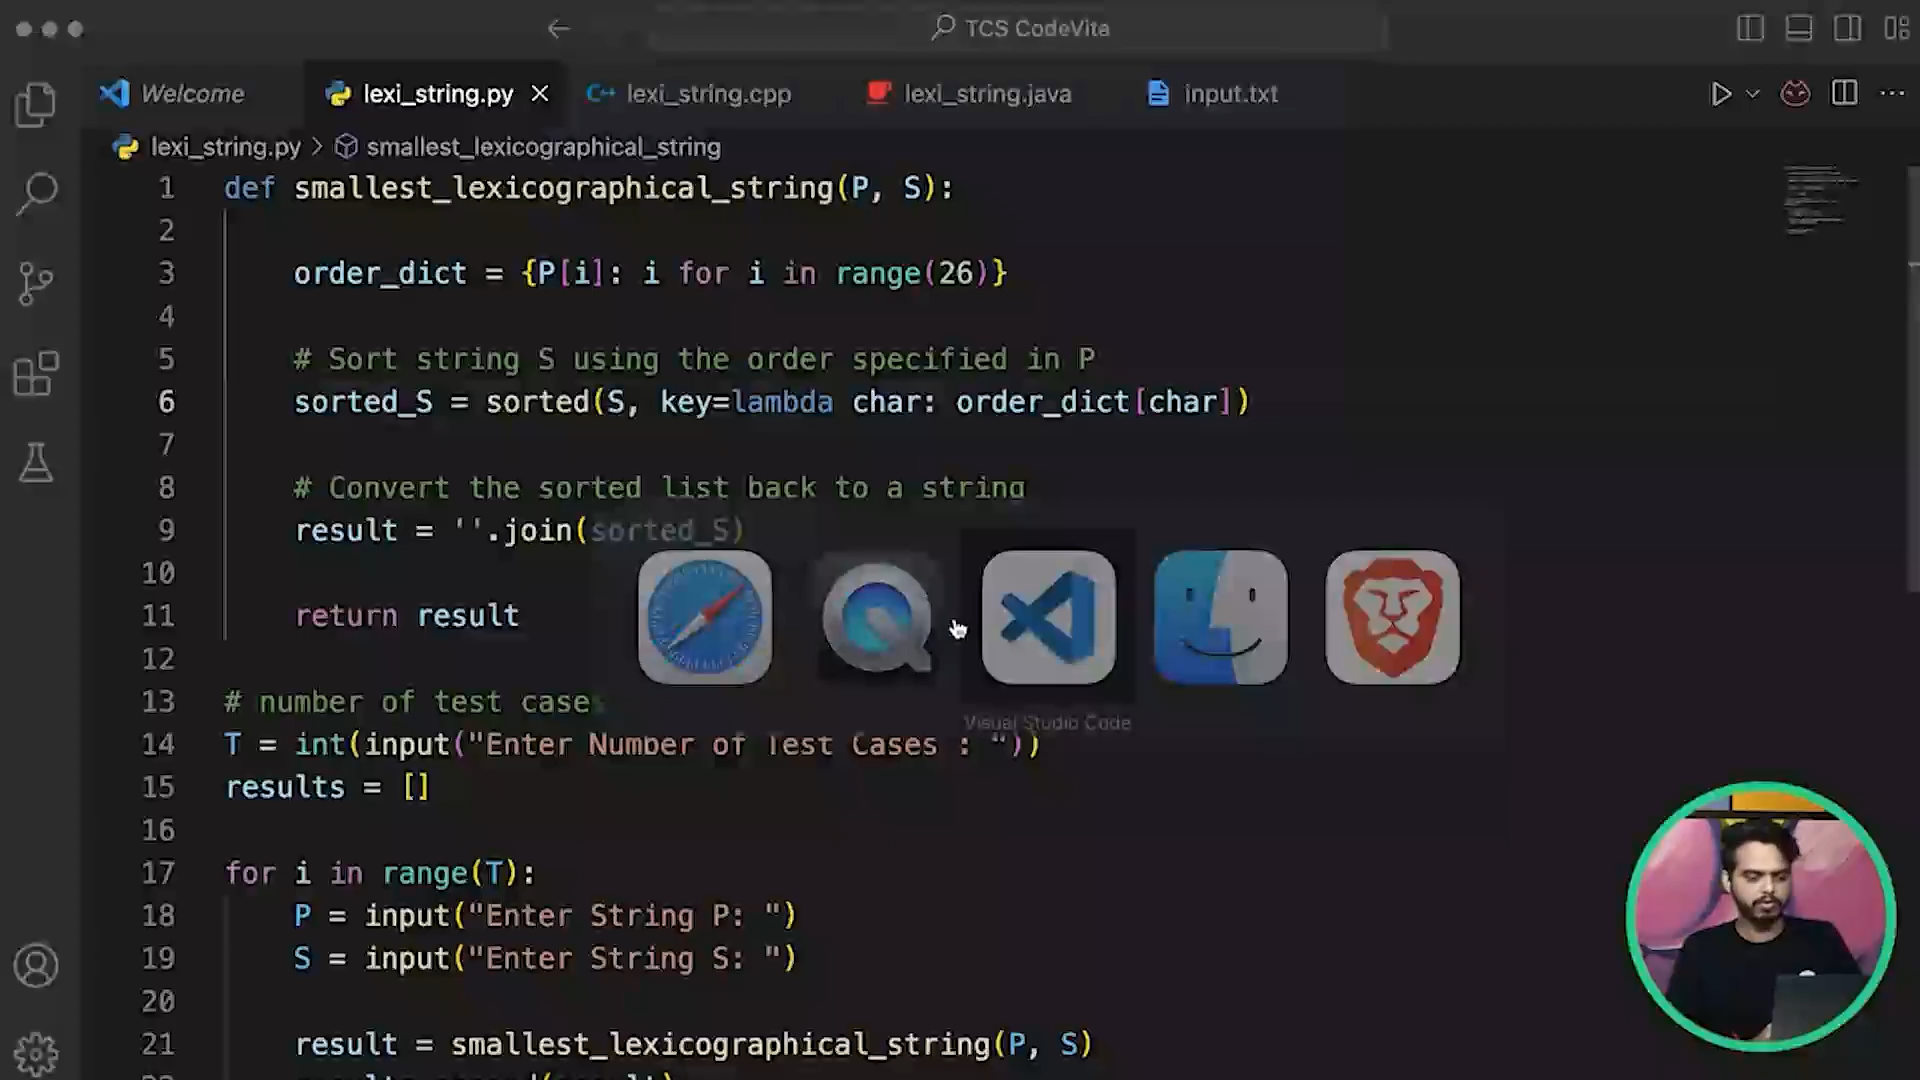 TCS CodeVita
Welcome
lexi_string.py
lexi_string.cpp
lexi_string.java
input.txt
lexi_string.py > smallest_lexicographical_string
1 def smallest_lexicographical_string(P, S):
2
3 order_dict = {P[i]: i for i in range(26)}
4
5 # Sort string S using the order specified in P
6 sorted_S = sorted(S, key=lambda char: order_dict[char])
7
8 # Convert the sorted list back to a string
9 result = ''.join(sorted_S)
10
11 return result
12
Visual Studio Code
13 # number of test cases
14 T = int(input("Enter Number of Test Cases : "))
15 results = []
16
17 for i in range(T):
18 P = input("Enter String P: ")
19 S = input("Enter String S: ")
20
21 result = smallest_lexicographical_string(P, S)